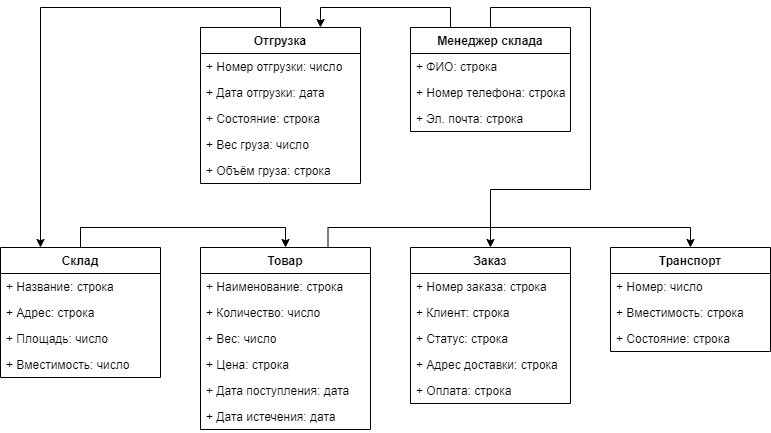 Отгрузка
+ Номер отгрузки: число
+ Дата отгрузки: дата
+ Состояние: строка
+ Вес груза: число
+ Объём груза: строка
Менеджер склада
+ ФИО: строка
+ Номер телефона: строка
+ Эл. почта: строка
Склад
+ Название: строка
+ Адрес: строка
+ Площадь: число
+ Вместимость: число
Товар
+ Наименование: строка
+ Количество: число
+ Вес: число
+ Цена: строка
+ Дата поступления: дата
+ Дата истечения: дата
Заказ
+ Номер заказа: строка
+ Клиент: строка
+ Статус: строка
+ Адрес доставки: строка
+ Оплата: строка
Транспорт
+ Номер: число
+ Вместимость: строка
+ Состояние: строка